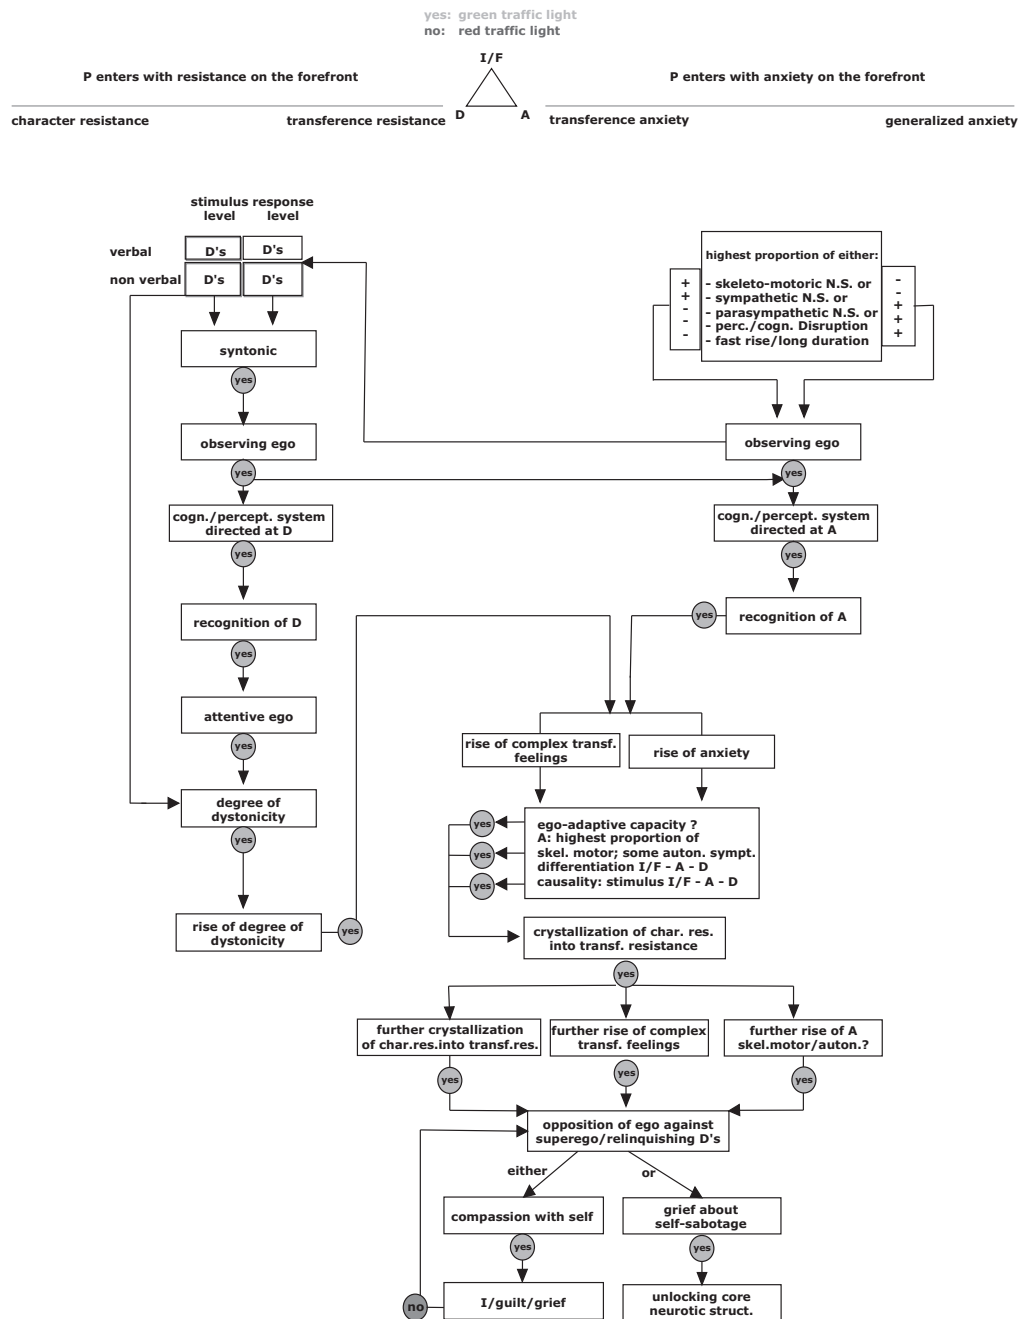 yes: green traffic light
no: red traffic light
I/F
P enters with resistance on the forefront
P enters with anxiety on the forefront
D
A
character resistance
transference resistance
transference anxiety
generalized anxiety
stimulus response
level level
verbal
D's
D's
non verbal
D's
D's
highest proportion of either:
- skeleto-motoric N.S. or
- sympathetic N.S. or
- parasympathetic N.S. or
- perc./cogn. Disruption
- fast rise/long duration
+
+
-
-
-
-
-
+
+
+
syntonic
yes
observing ego
observing ego
yes
yes
cogn./percept. system
directed at D
cogn./percept. system
directed at A
yes
yes
recognition of D
yes
recognition of A
yes
attentive ego
yes
rise of complex transf.
feelings
rise of anxiety
degree of
dystonicity
yes
yes
yes
yes
ego-adaptive capacity ?
A: highest proportion of
skel. motor; some auton. sympt.
differentiation I/F - A - D
causality: stimulus I/F - A - D
rise of degree of
dystonicity
yes
crystallization of char. res.
into transf. resistance
yes
further crystallization
of char.res.into transf.res.
further rise of complex
transf. feelings
further rise of A
skel.motor/auton.?
yes
yes
yes
opposition of ego against
superego/relinquishing D's
either
or
compassion with self
grief about
self-sabotage
yes
yes
no
I/guilt/grief
unlocking core
neurotic struct.